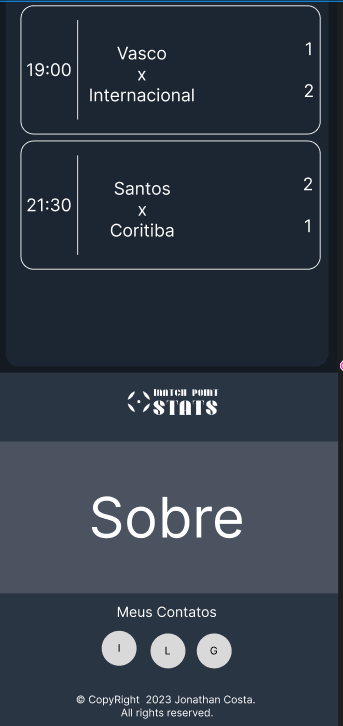 19:00
Vasco
x
Internacional
1
2
21:30
Santos
x
Coritiba
2
1
MATCH POINT
STATS
Sobre
Meus Contatos
I
L
G
© CopyRight  2023 Jonathan Costa.
All rights reserved.